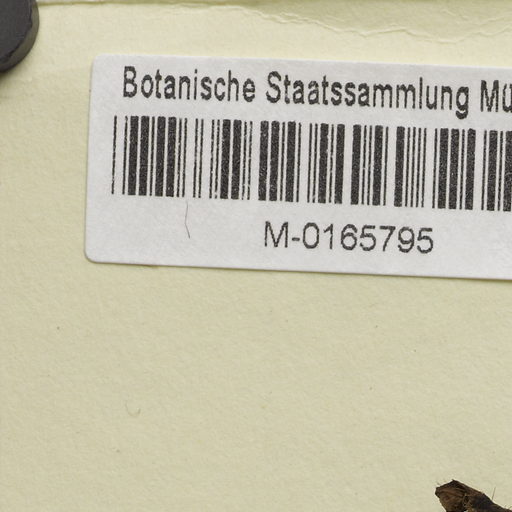 Botanische Staatssammlung Mü
M-0165795